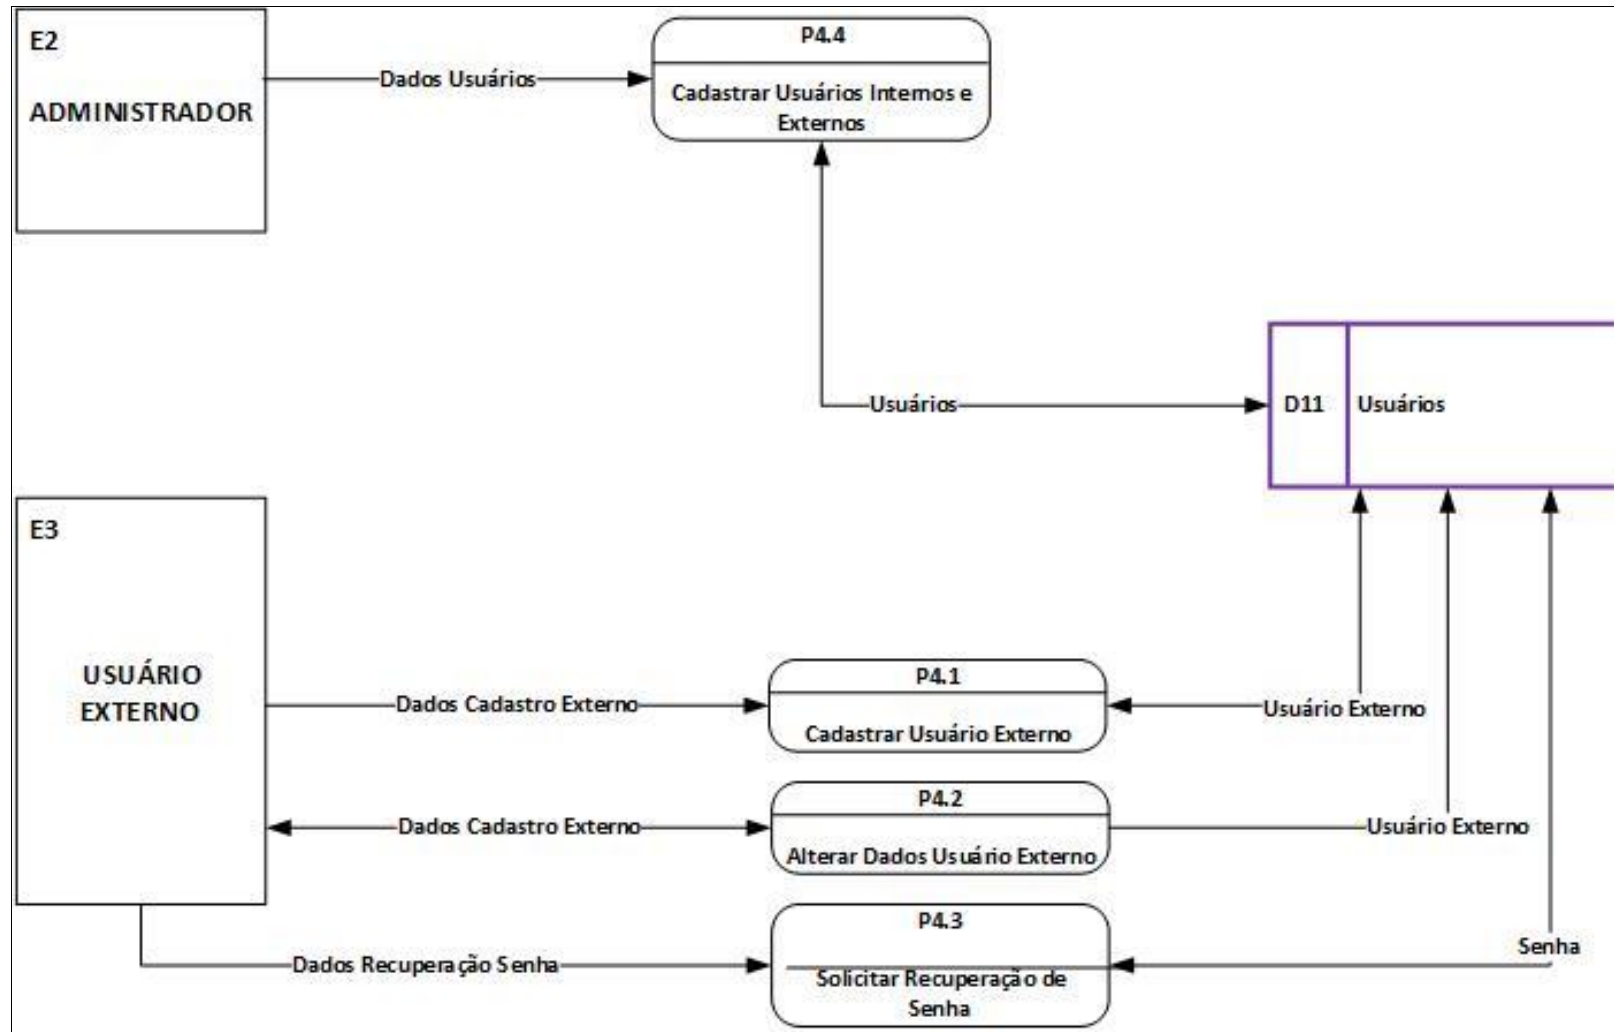 E2
ADMINISTRADOR
Dados Usuários
P4.4
Cadastrar Usuários Internos e
Externos
Usuários
D11
Usuários
E3
USUÁRIO
EXTERNO
Dados Cadastro Externo
P4.1
Cadastrar Usuário Externo
Usuário Externo
Dados Cadastro Externo
P4.2
Alterar Dados Usuário Externo
Usuário Externo
Dados Recuperação Senha
P4.3
Solicitar Recuperação de
Senha
Senha